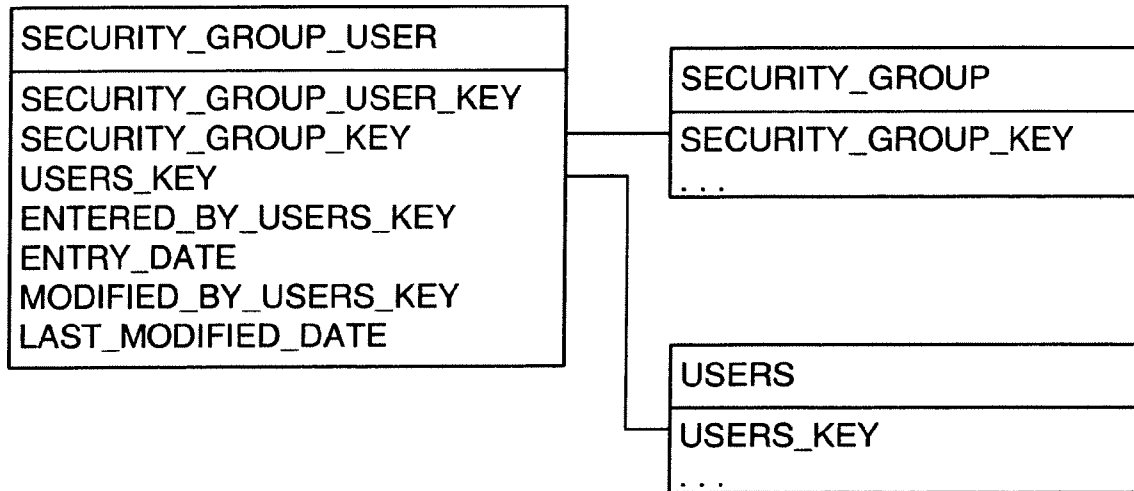 SECURITY_GROUP_USER
SECURITY_GROUP_USER_KEY
SECURITY_GROUP_KEY
USERS_KEY
ENTERED_BY_USERS_KEY
ENTRY_DATE
MODIFIED_BY_USERS_KEY
LAST_MODIFIED_DATE
SECURITY_GROUP
SECURITY_GROUP_KEY
. . .
USERS
USERS_KEY
. . .